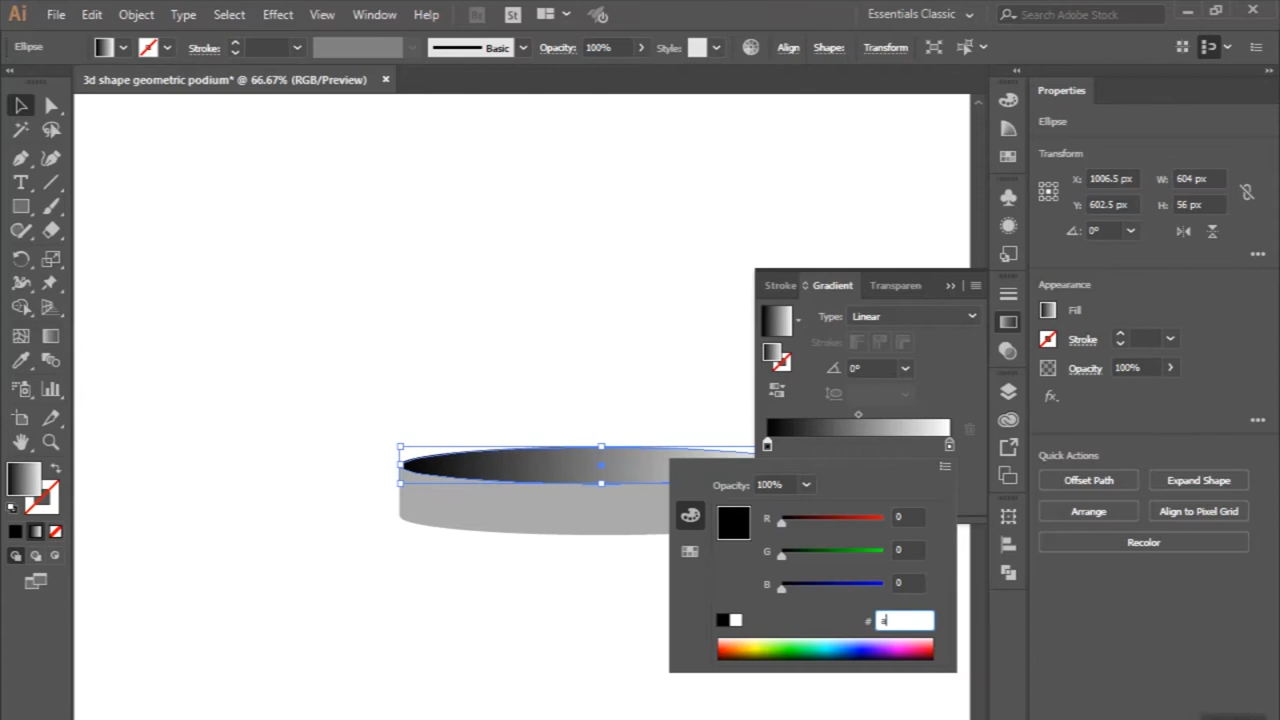 Ai File Edit Object Type Select Effect View Window Help Br St Essentials Classic Search Adobe Stock
Ellipse Stroke: Basic Opacity: 100% Style: Align Shape: Transform
3d shape geometric podium* @ 66.67% (RGB/Preview) ×
Properties
Ellipse
Transform
X: 1006.5 px W: 604 px
Y: 602.5 px H: 56 px
0°
Appearance
Fill
Stroke
Opacity 100%
fx.
Quick Actions
Offset Path Expand Shape
Arrange Align to Pixel Grid
Recolor
Stroke Gradient Transparen
Type: Linear
Stroke:
0°
Opacity: 100%
R 0
G 0
B 0
# a